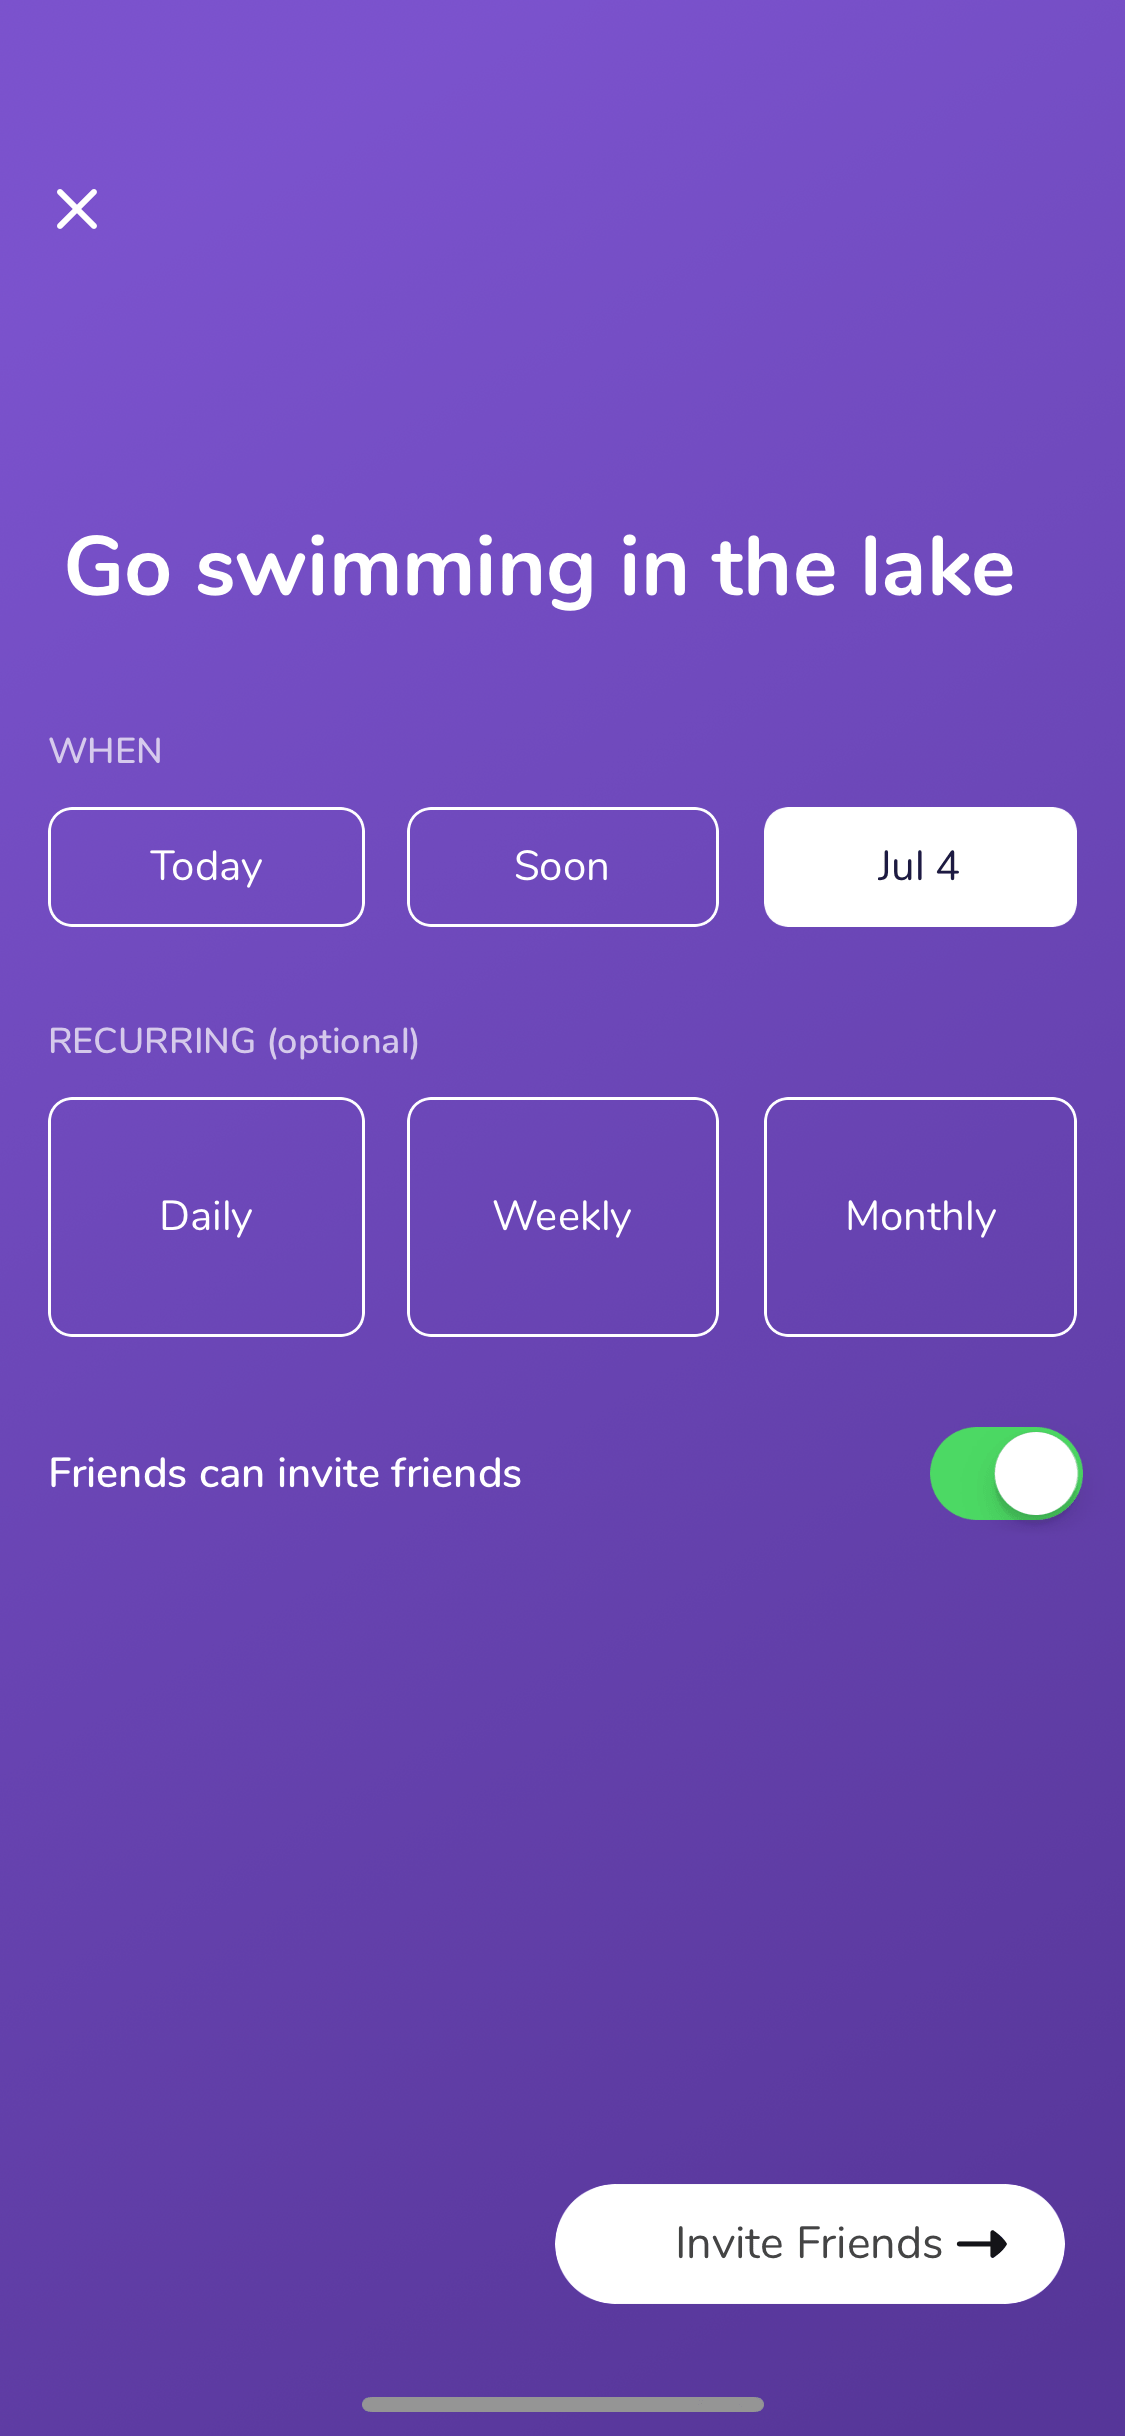 Go swimming in the lake
WHEN
Today Soon Jul 4
RECURRING (optional)
Daily Weekly Monthly
Friends can invite friends
Invite Friends